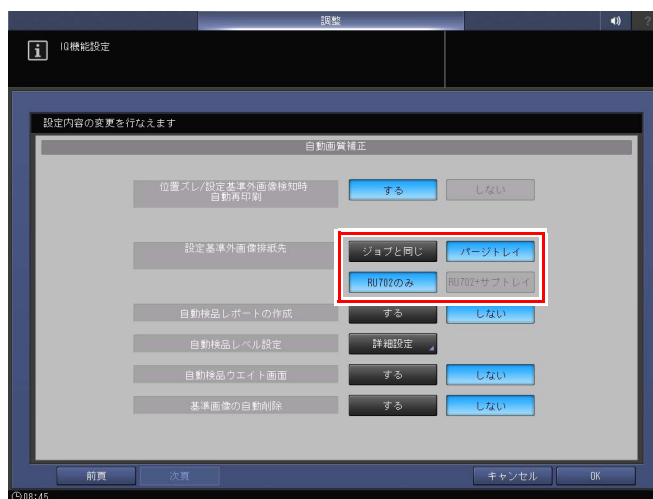 調整
?
i IQ機能設定
設定内容の変更を行なえます
自動画質補正
位置ズレ/設定基準外画像検知時
自動再印刷
する しない
設定基準外画像排紙先
ジョブと同じ パージトレイ
RU702のみ RU702+サブトレイ
自動検品レポートの作成 する しない
自動検品レベル設定 詳細設定
自動検品ウエイト画面 する しない
基準画像の自動削除 する しない
前頁 次頁 キャンセル OK
08:45